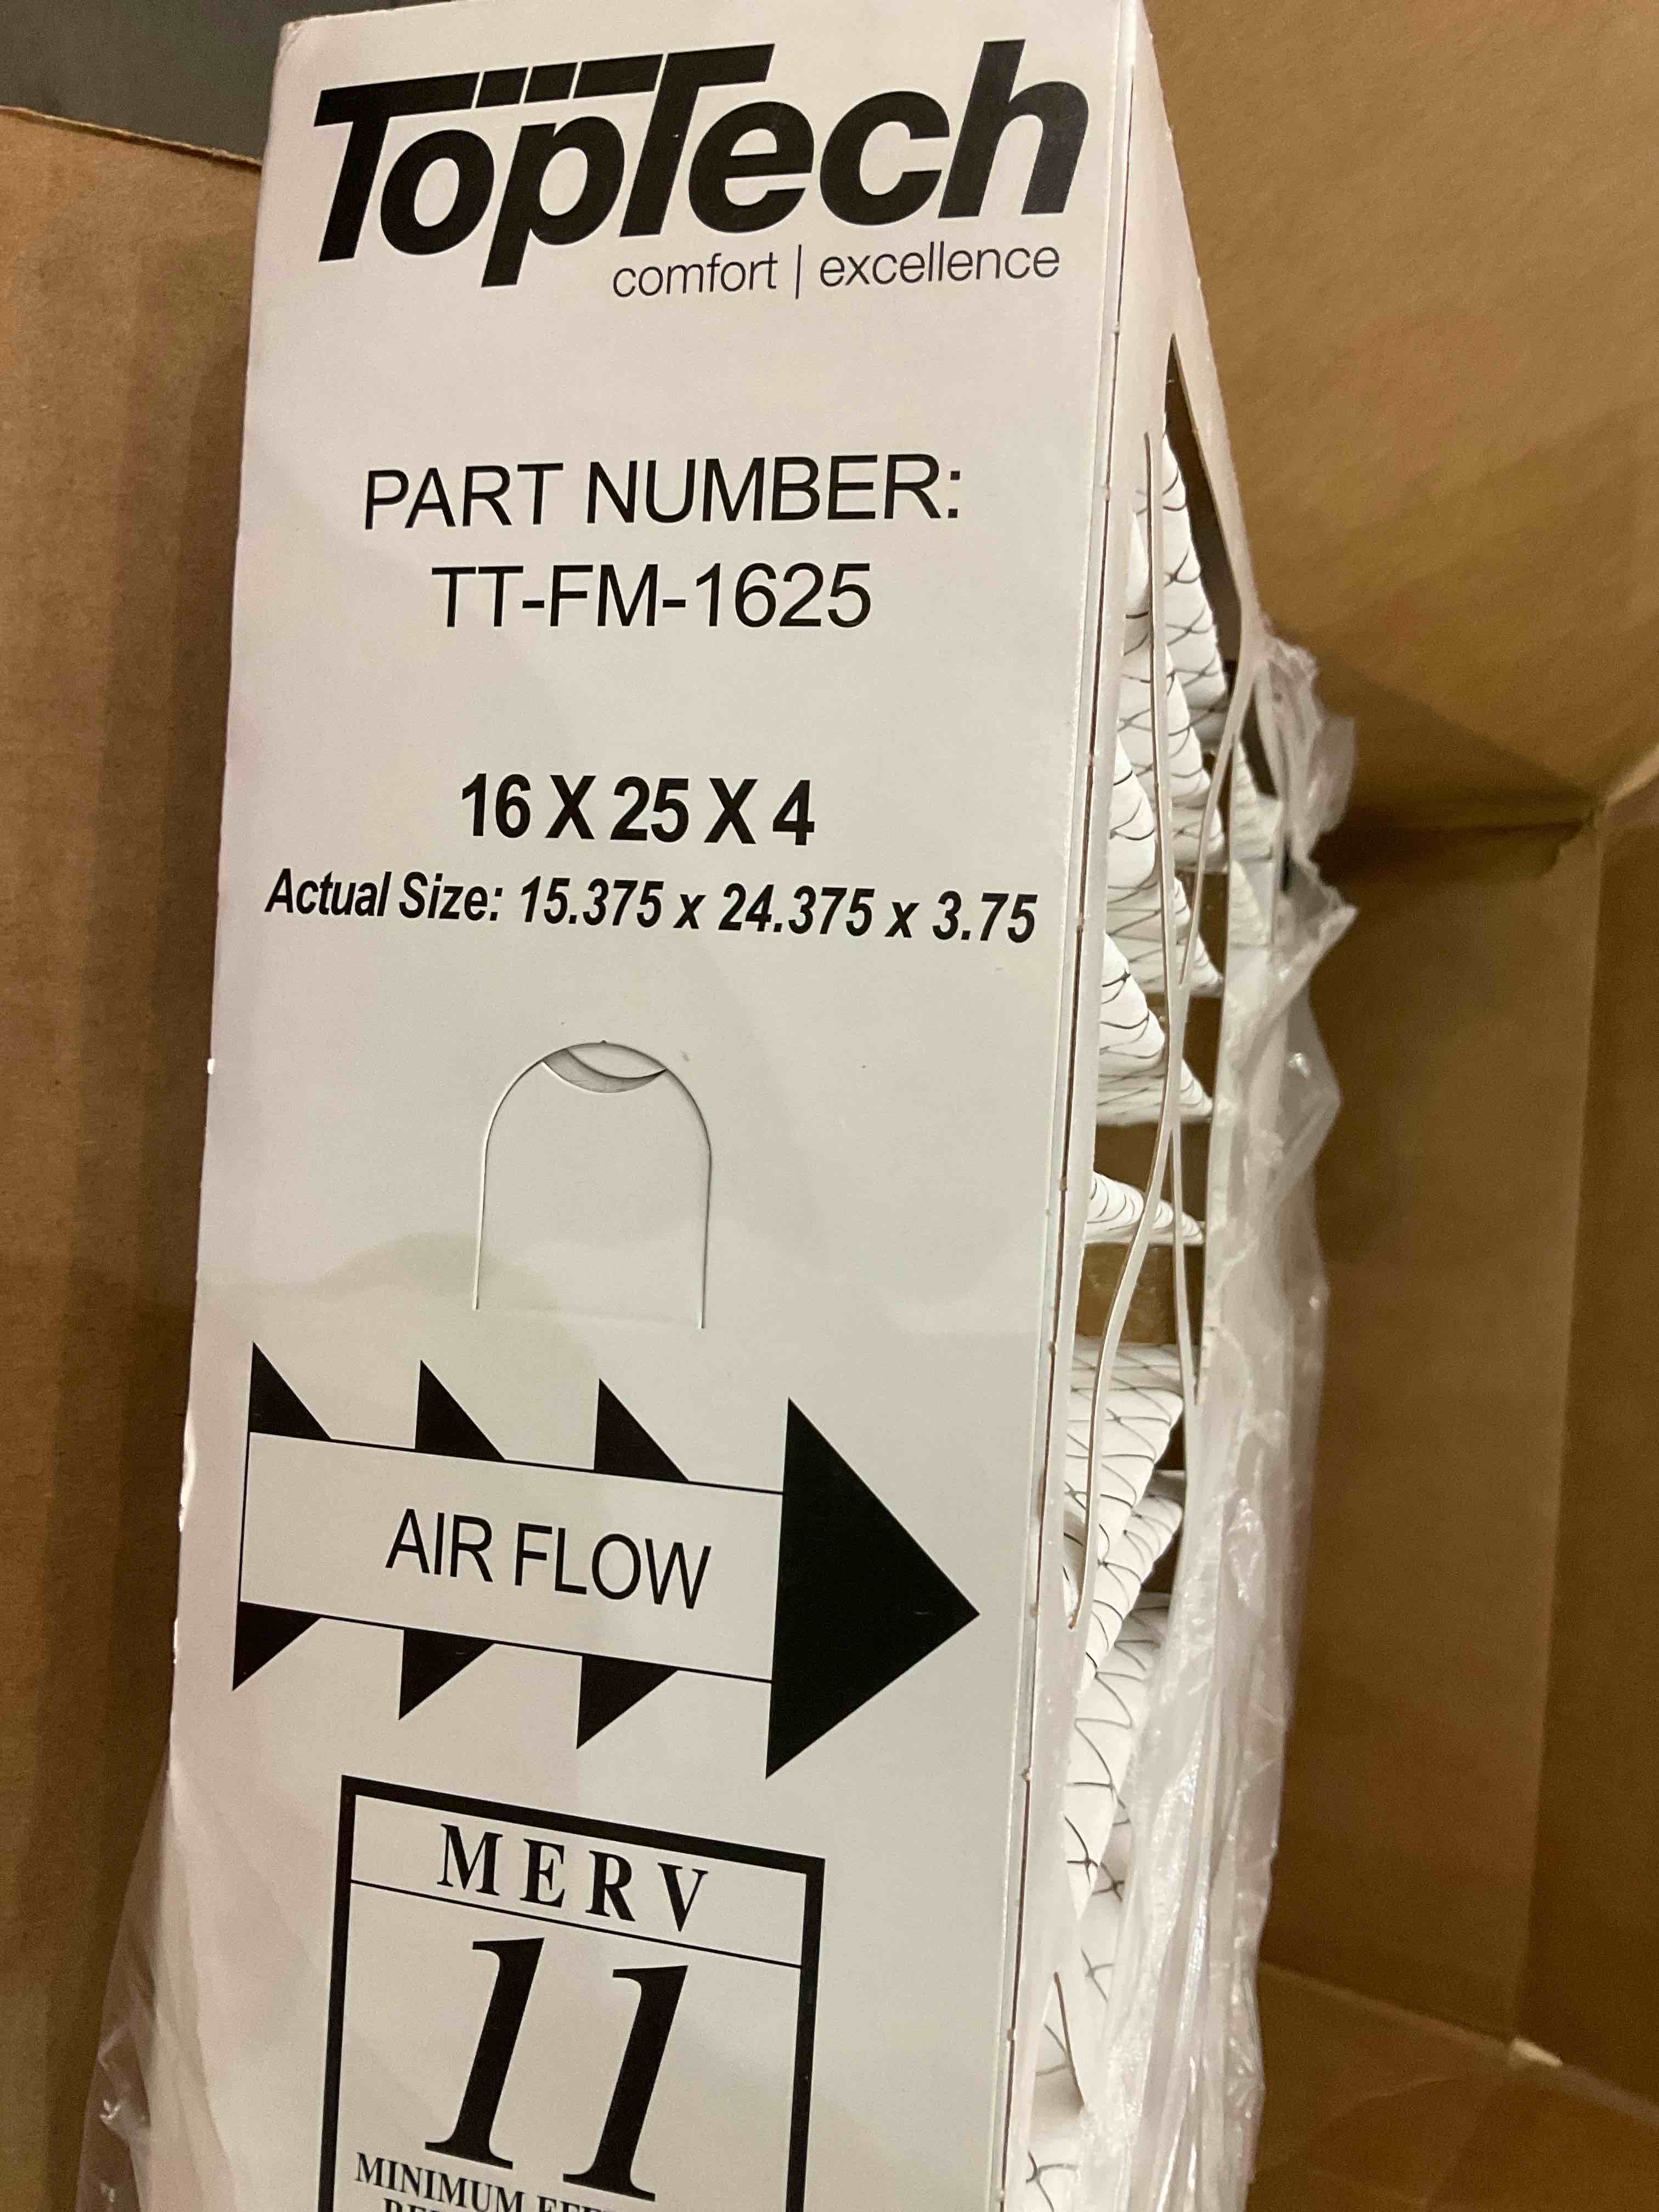 TopTech
comfort | excellence
PART NUMBER:
TT-FM-1625
16 X 25 X 4
Actual Size: 15.375 x 24.375 x 3.75
AIR FLOW
MERV
11
MINIMUM